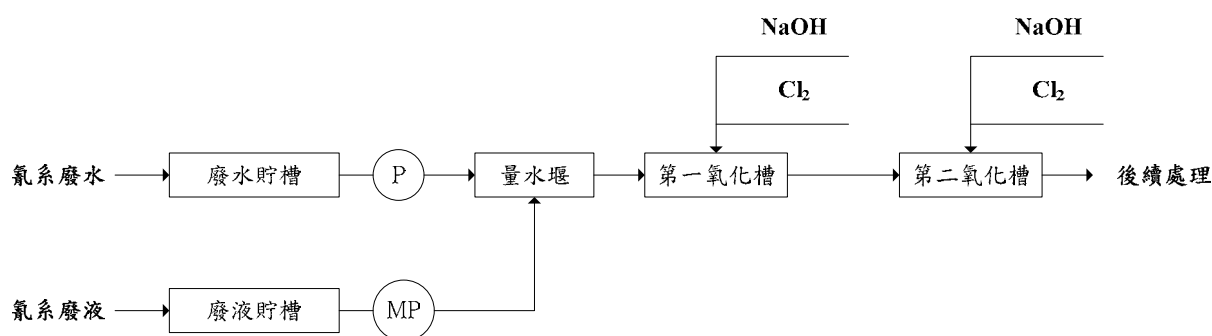 NaOH
NaOH
Cl₂
Cl₂
氰系廢水
廢水貯槽
P
量水堰
第一氧化槽
第二氧化槽
後續處理
氰系廢液
廢液貯槽
MP